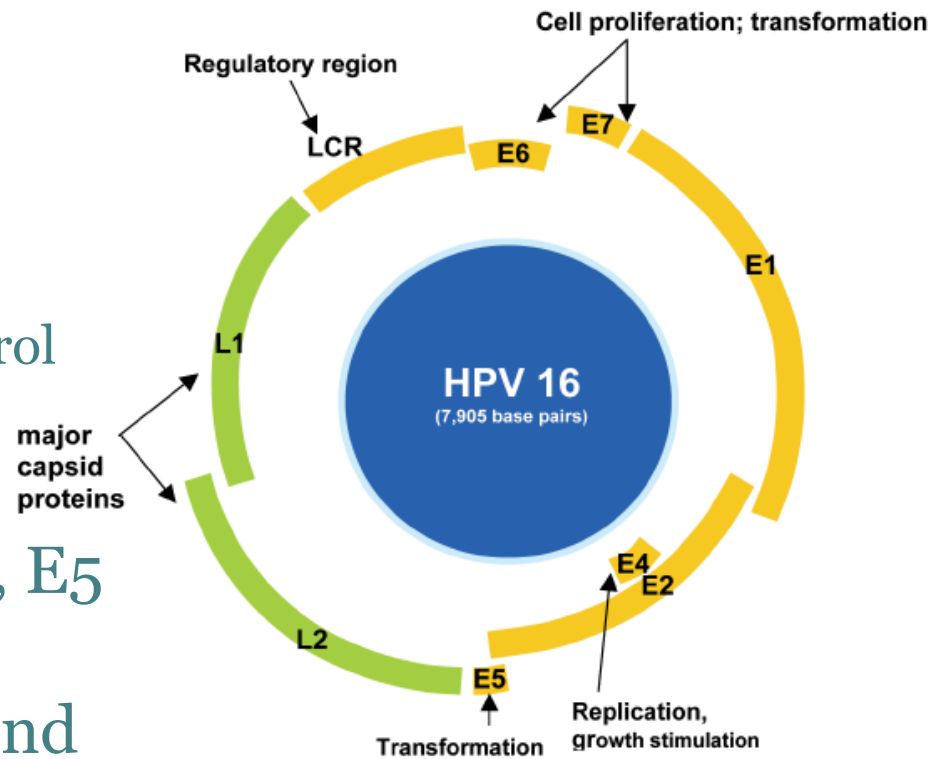 Cell proliferation; transformation
Regulatory region
LCR
E6
E7
E1
L1
rol
HPV 16
(7,905 base pairs)
major
capsid
proteins
, E5
E4
E2
L2
E5
nd
Replication,
growth stimulation
Transformation